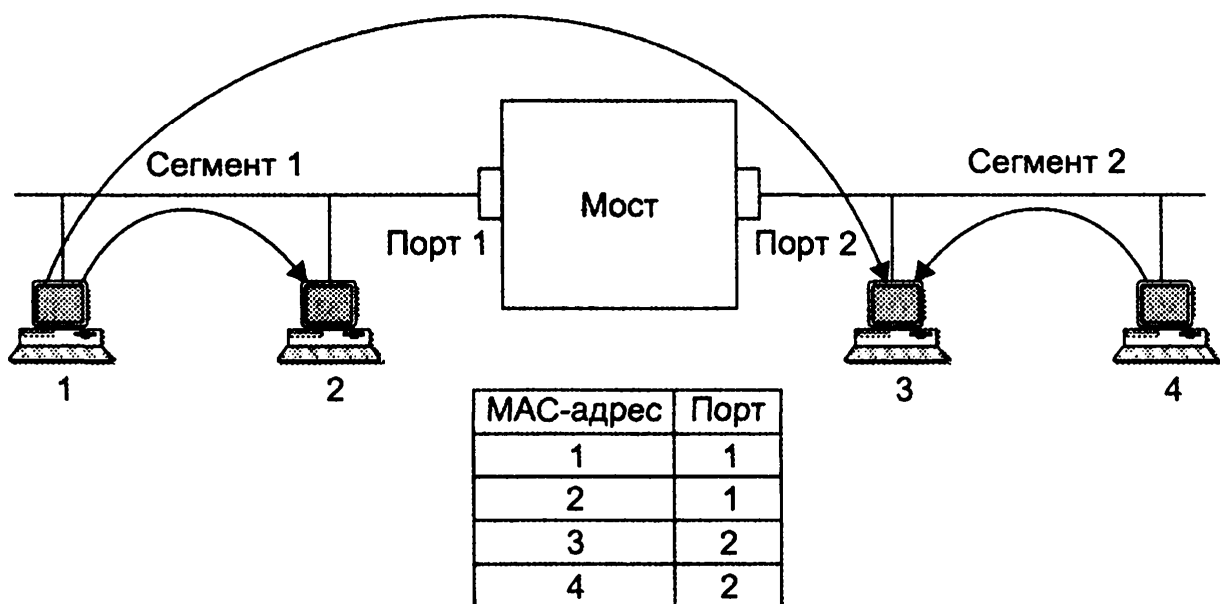 Сегмент 1
Сегмент 2
Мост
Порт 1
Порт 2
1
2
3
4
МАС-адрес Порт
1 1
2 1
3 2
4 2